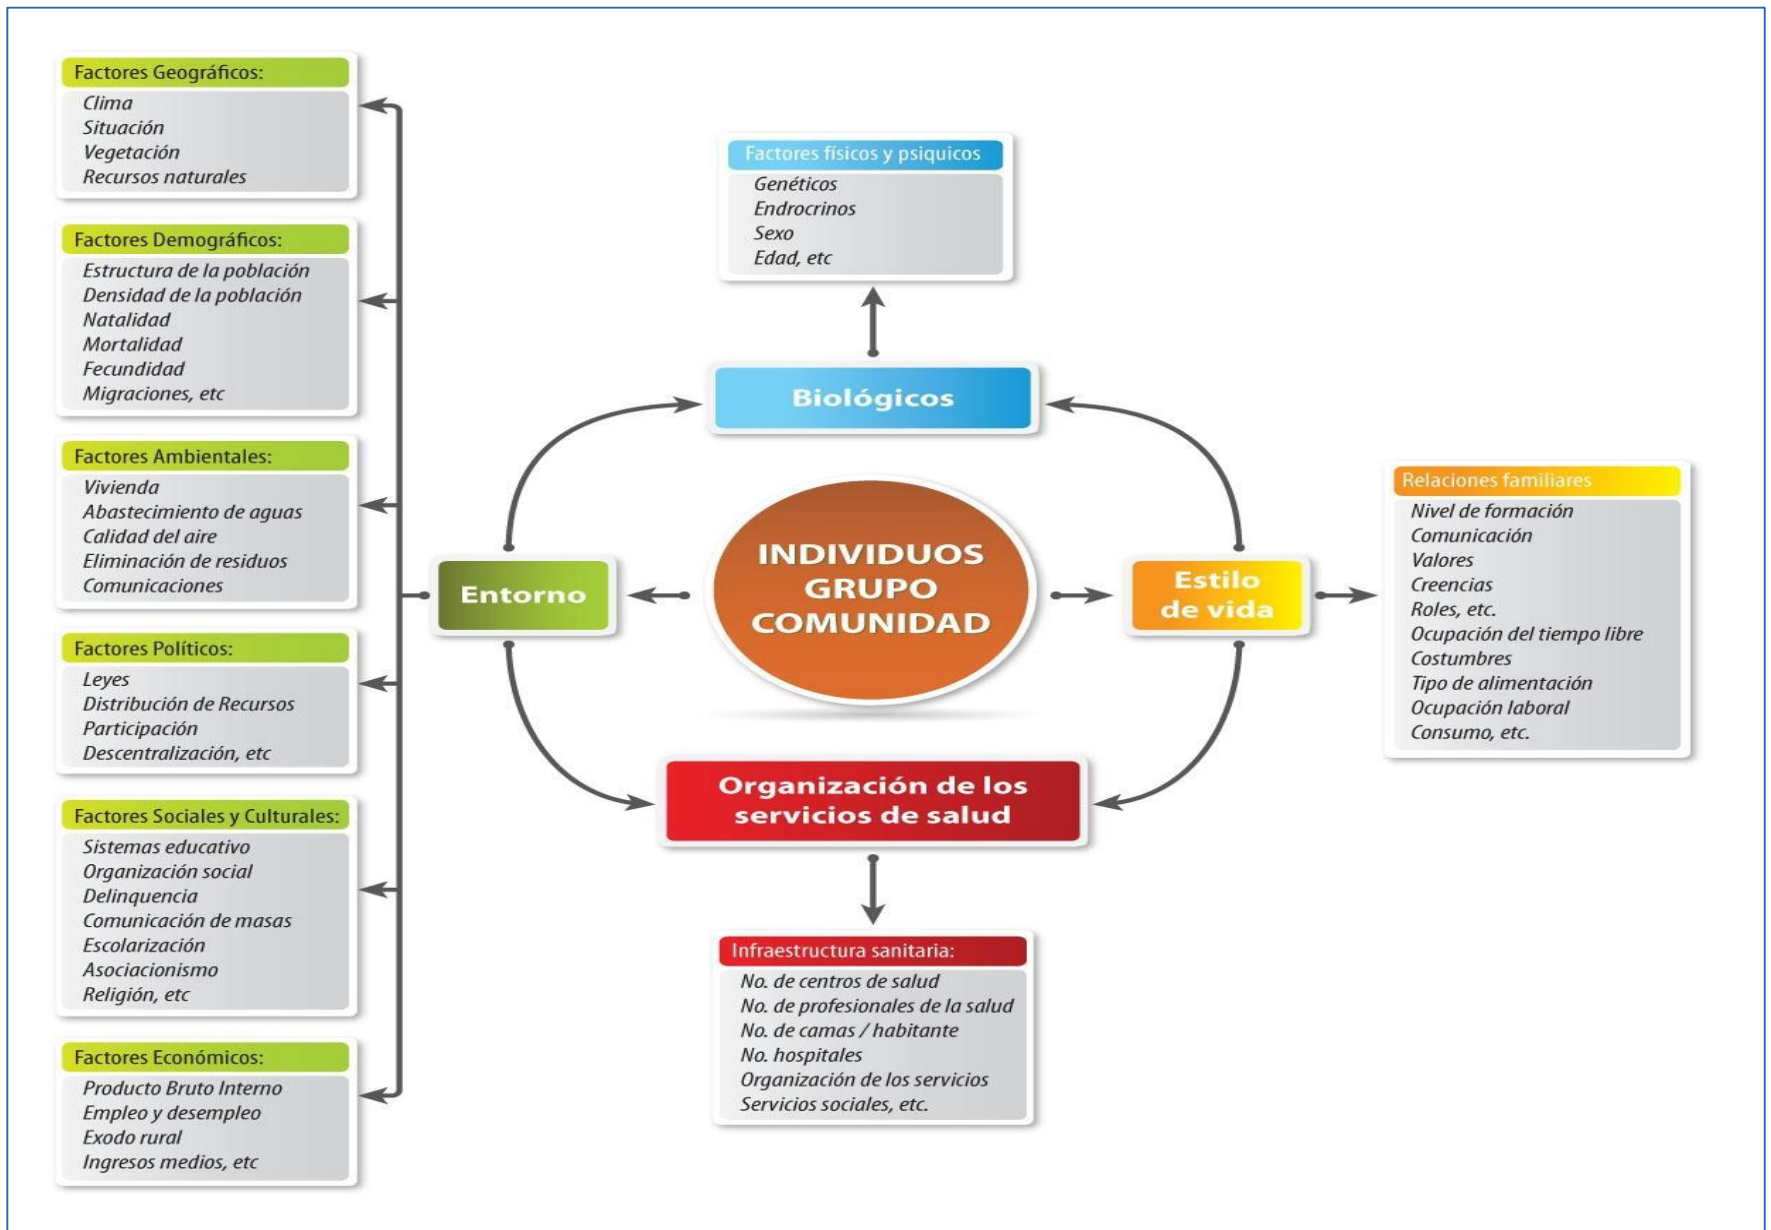 Factores Geográficos:
Clima
Situación
Vegetación
Recursos naturales
Factores Demográficos:
Estructura de la población
Densidad de la población
Natalidad
Mortalidad
Fecundidad
Migraciones, etc
Factores Ambientales:
Vivienda
Abastecimiento de aguas
Calidad del aire
Eliminación de residuos
Comunicaciones
Factores Políticos:
Leyes
Distribución de Recursos
Participación
Descentralización, etc
Factores Sociales y Culturales:
Sistemas educativo
Organización social
Delinquencia
Comunicación de masas
Escolarización
Asociacionismo
Religión, etc
Factores Económicos:
Producto Bruto Interno
Empleo y desempleo
Exodo rural
Ingresos medios, etc
Entorno
Factores físicos y psiquicos
Genéticos
Endrocrinos
Sexo
Edad, etc
Biológicos
INDIVIDUOS
GRUPO
COMUNIDAD
Organización de los
servicios de salud
Infraestructura sanitaria:
No. de centros de salud
No. de profesionales de la salud
No. de camas / habitante
No. hospitales
Organización de los servicios
Servicios sociales, etc.
Estilo
de vida
Relaciones familiares
Nivel de formación
Comunicación
Valores
Creencias
Roles, etc.
Ocupación del tiempo libre
Costumbres
Tipo de alimentación
Ocupación laboral
Consumo, etc.